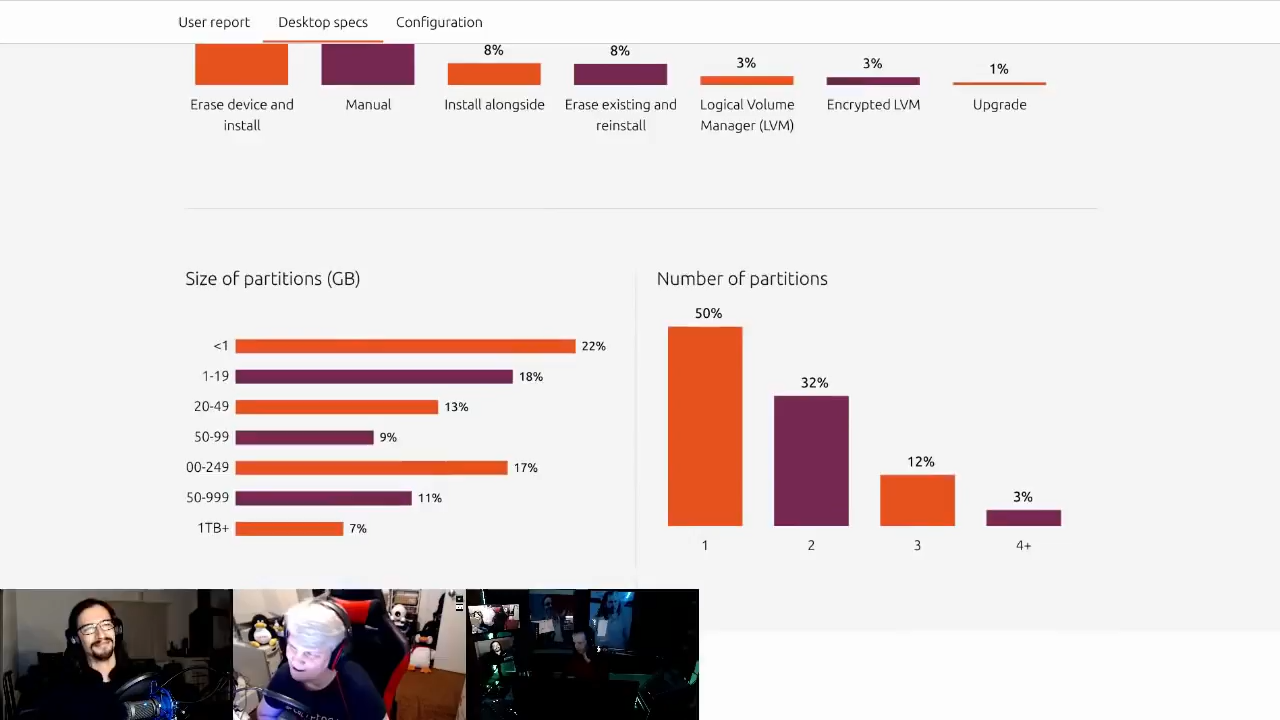 User report Desktop specs Configuration
8% 8% 3% 3% 1%
Erase device and install
Manual
Install alongside
Erase existing and reinstall
Logical Volume Manager (LVM)
Encrypted LVM
Upgrade
Size of partitions (GB)
<1 22%
1-19 18%
20-49 13%
50-99 9%
00-249 17%
50-999 11%
1TB+ 7%
Number of partitions
50%
32%
12%
3%
1 2 3 4+